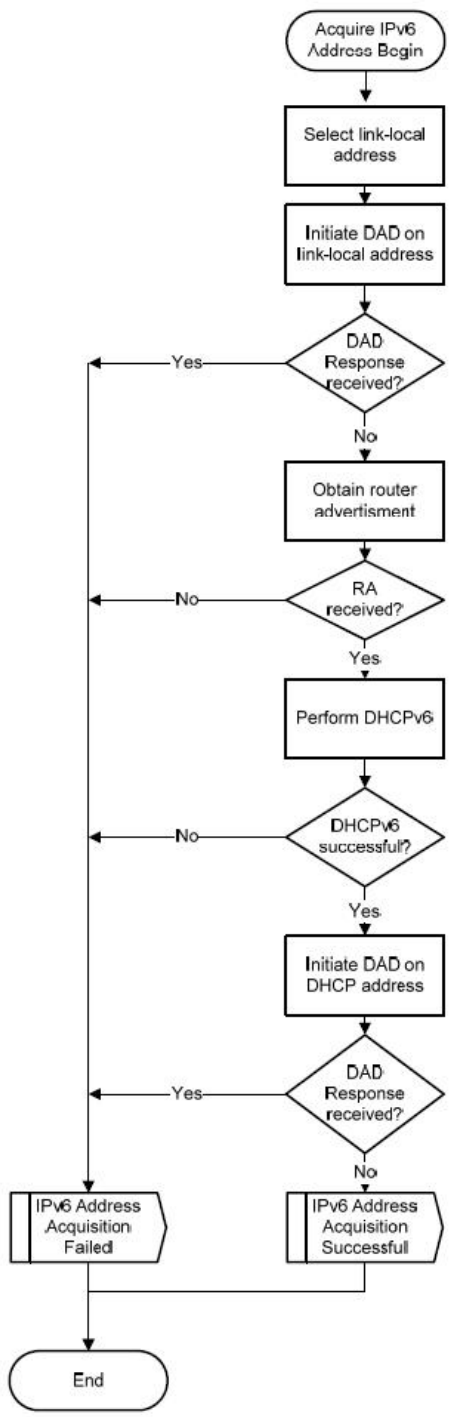 Acquire IPv6
Address Begin
Select link-local
address
Initiate DAD on
link-local address
DAD
Response
received?
Yes
No
Obtain router
advertisment
RA
received?
No
Yes
Perform DHCPv6
DHCPv6
successful?
No
Yes
Initiate DAD on
DHCP address
DAD
Response
received?
Yes
No
IPv6 Address
Acquisition
Failed
IPv6 Address
Acquisition
Successful
End